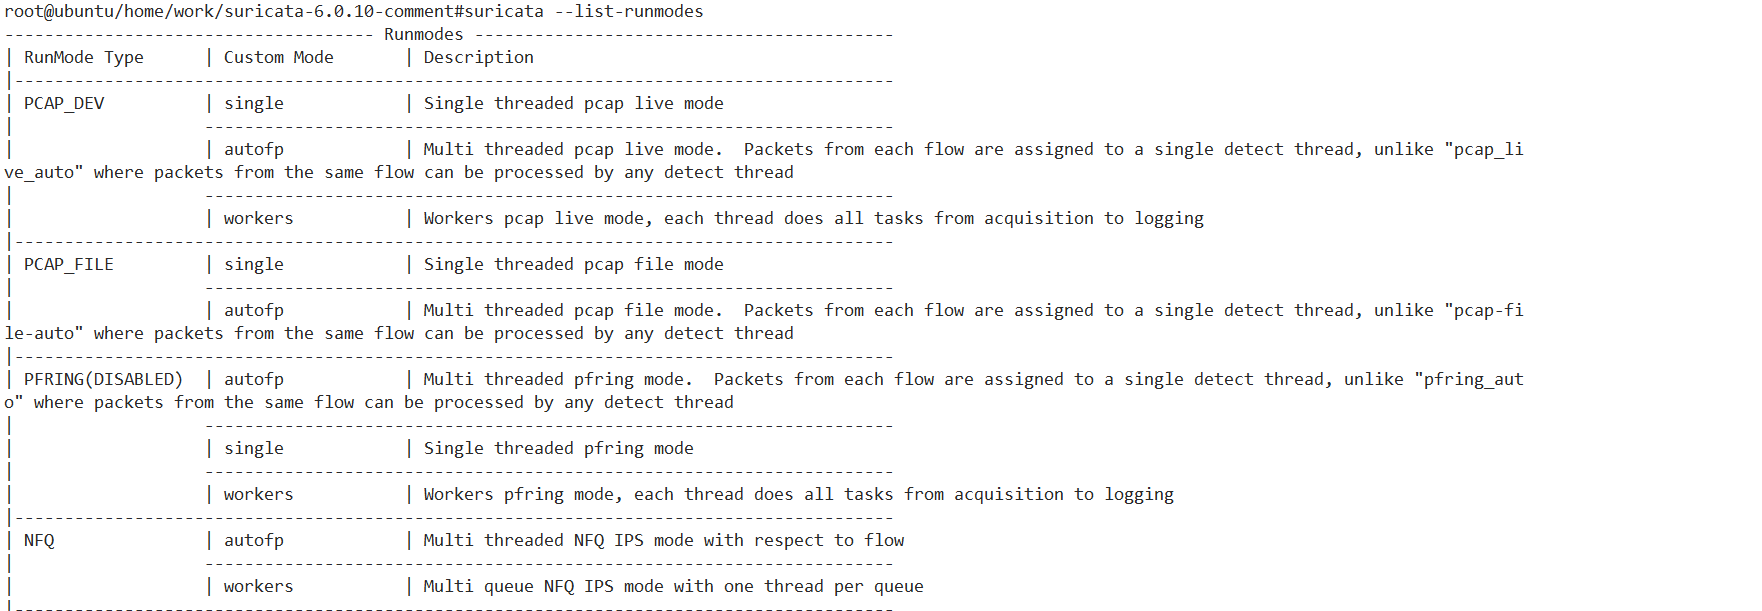 root@ubuntu/home/work/suricata-6.0.10-comment#suricata --list-runmodes
------------------------------------- Runmodes ------------------------------------------
| RunMode Type      | Custom Mode       | Description
|----------------------------------------------------------------------------------------
| PCAP_DEV          | single            | Single threaded pcap live mode
|                   ---------------------------------------------------------------------
|                   | autofp            | Multi threaded pcap live mode.  Packets from each flow are assigned to a single detect thread, unlike "pcap_li
ve_auto" where packets from the same flow can be processed by any detect thread
|                   ---------------------------------------------------------------------
|                   | workers           | Workers pcap live mode, each thread does all tasks from acquisition to logging
|----------------------------------------------------------------------------------------
| PCAP_FILE         | single            | Single threaded pcap file mode
|                   ---------------------------------------------------------------------
|                   | autofp            | Multi threaded pcap file mode.  Packets from each flow are assigned to a single detect thread, unlike "pcap-fi
le-auto" where packets from the same flow can be processed by any detect thread
|----------------------------------------------------------------------------------------
| PFRING(DISABLED)  | autofp            | Multi threaded pfring mode.  Packets from each flow are assigned to a single detect thread, unlike "pfring_aut
o" where packets from the same flow can be processed by any detect thread
|                   ---------------------------------------------------------------------
|                   | single            | Single threaded pfring mode
|                   ---------------------------------------------------------------------
|                   | workers           | Workers pfring mode, each thread does all tasks from acquisition to logging
|----------------------------------------------------------------------------------------
| NFQ               | autofp            | Multi threaded NFQ IPS mode with respect to flow
|                   ---------------------------------------------------------------------
|                   | workers           | Multi queue NFQ IPS mode with one thread per queue
|----------------------------------------------------------------------------------------